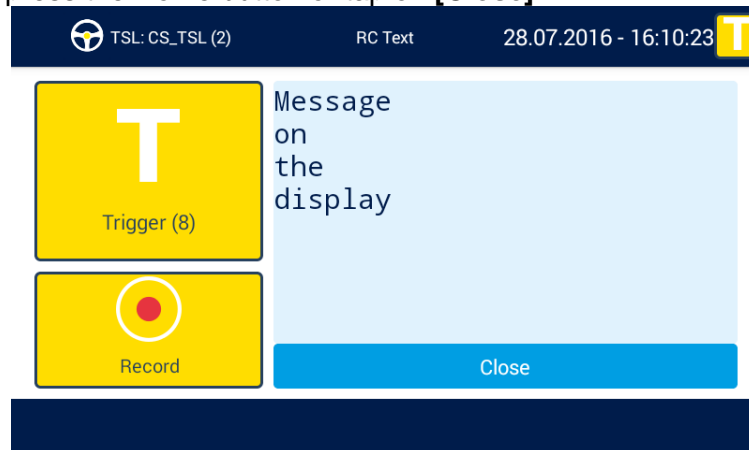 TSL: CS_TSL (2)
RC Text
28.07.2016 - 16:10:23
T
T
Trigger (8)
Record
Message
on
the
display
Close